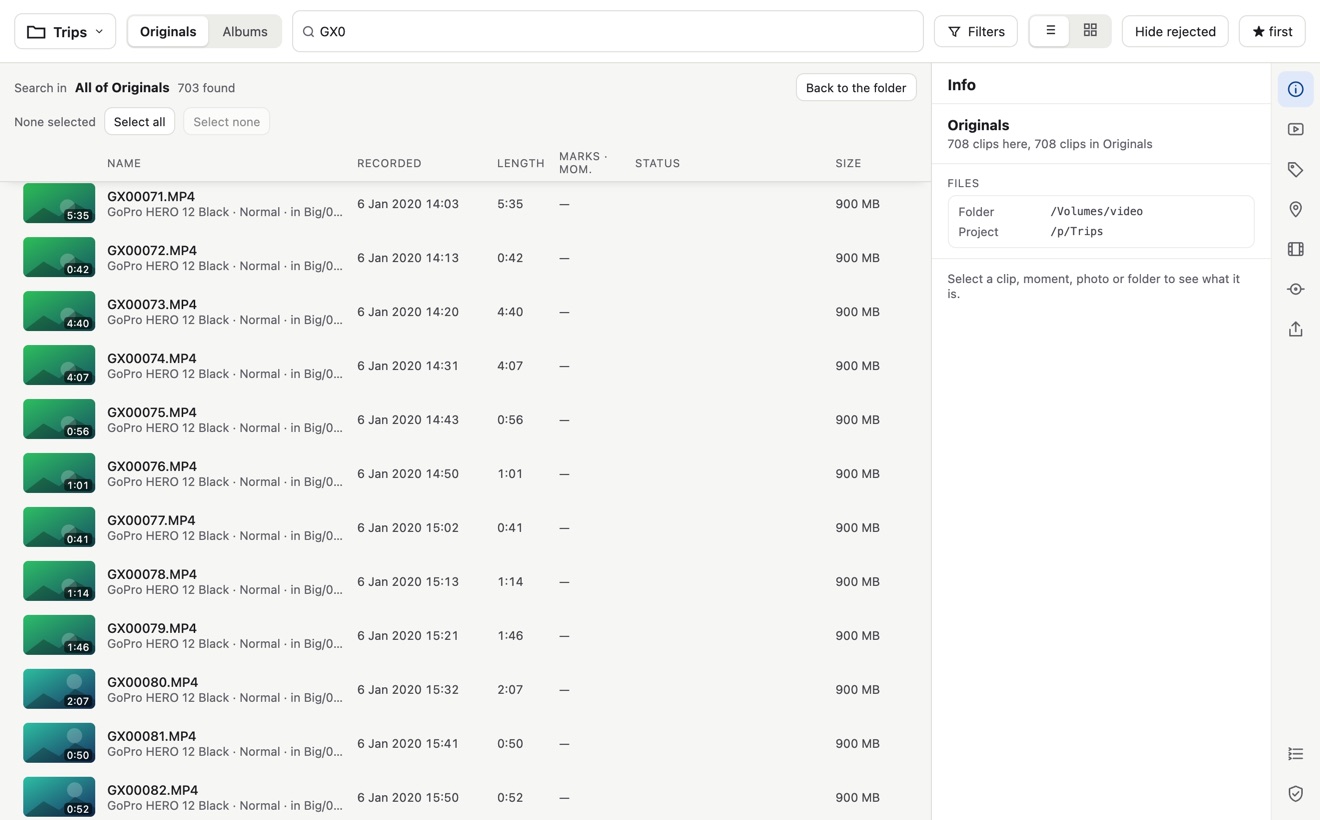 Trips
Originals
Albums
GX0
Filters
Hide rejected
★ first
Search in All of Originals 703 found
Back to the folder
None selected
Select all
Select none
NAME RECORDED LENGTH MARKS · MOM. STATUS SIZE
5:35
GX00071.MP4
GoPro HERO 12 Black · Normal · in Big/0...
6 Jan 2020 14:03 5:35 — 900 MB
0:42
GX00072.MP4
GoPro HERO 12 Black · Normal · in Big/0...
6 Jan 2020 14:13 0:42 — 900 MB
4:40
GX00073.MP4
GoPro HERO 12 Black · Normal · in Big/0...
6 Jan 2020 14:20 4:40 — 900 MB
4:07
GX00074.MP4
GoPro HERO 12 Black · Normal · in Big/0...
6 Jan 2020 14:31 4:07 — 900 MB
0:56
GX00075.MP4
GoPro HERO 12 Black · Normal · in Big/0...
6 Jan 2020 14:43 0:56 — 900 MB
1:01
GX00076.MP4
GoPro HERO 12 Black · Normal · in Big/0...
6 Jan 2020 14:50 1:01 — 900 MB
0:41
GX00077.MP4
GoPro HERO 12 Black · Normal · in Big/0...
6 Jan 2020 15:02 0:41 — 900 MB
1:14
GX00078.MP4
GoPro HERO 12 Black · Normal · in Big/0...
6 Jan 2020 15:13 1:14 — 900 MB
1:46
GX00079.MP4
GoPro HERO 12 Black · Normal · in Big/0...
6 Jan 2020 15:21 1:46 — 900 MB
2:07
GX00080.MP4
GoPro HERO 12 Black · Normal · in Big/0...
6 Jan 2020 15:32 2:07 — 900 MB
0:50
GX00081.MP4
GoPro HERO 12 Black · Normal · in Big/0...
6 Jan 2020 15:41 0:50 — 900 MB
0:52
GX00082.MP4
GoPro HERO 12 Black · Normal · in Big/0...
6 Jan 2020 15:50 0:52 — 900 MB
Info
Originals
708 clips here, 708 clips in Originals
FILES
Folder /Volumes/video
Project /p/Trips
Select a clip, moment, photo or folder to see what it
is.